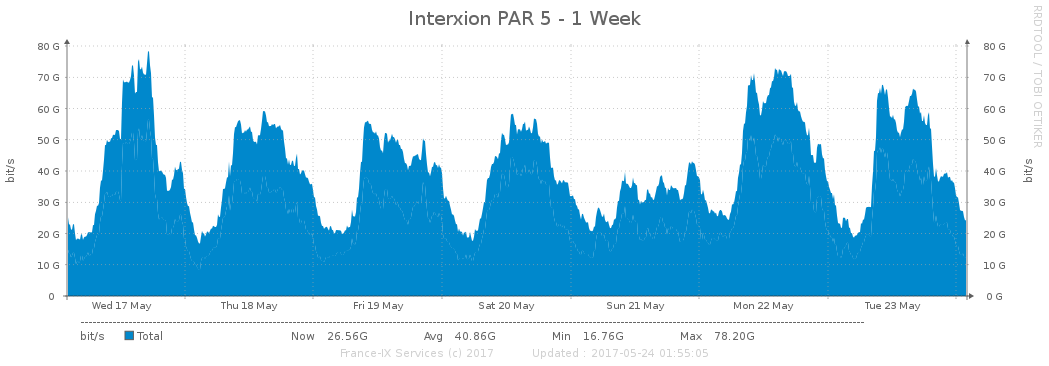 Interxion PAR 5 - 1 Week
RRDTOOL / TOBI OETIKER
80 G 80 G
70 G 70 G
60 G 60 G
50 G 50 G
40 G 40 G
30 G 30 G
20 G 20 G
10 G 10 G
0 0 G
bit/s
bit/s
Wed 17 May Thu 18 May Fri 19 May Sat 20 May Sun 21 May Mon 22 May Tue 23 May
bit/s Total Now 26.56G Avg 40.86G Min 16.76G Max 78.20G
France-IX Services (c) 2017 Updated : 2017-05-24 01:55:05